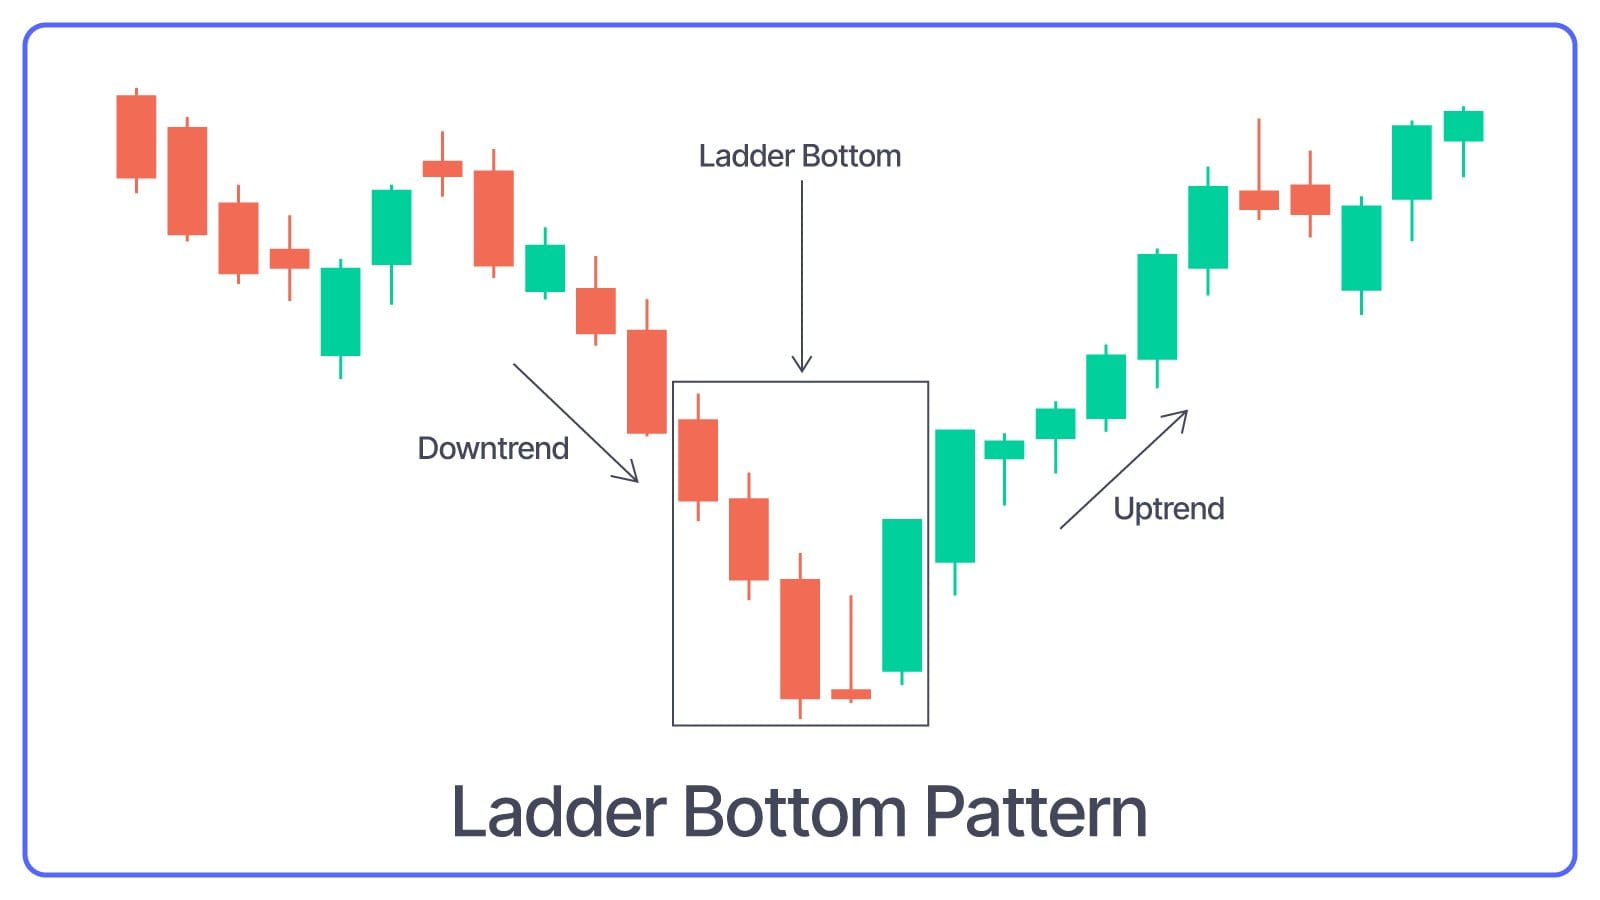 Ladder Bottom
Downtrend
Uptrend
Ladder Bottom Pattern